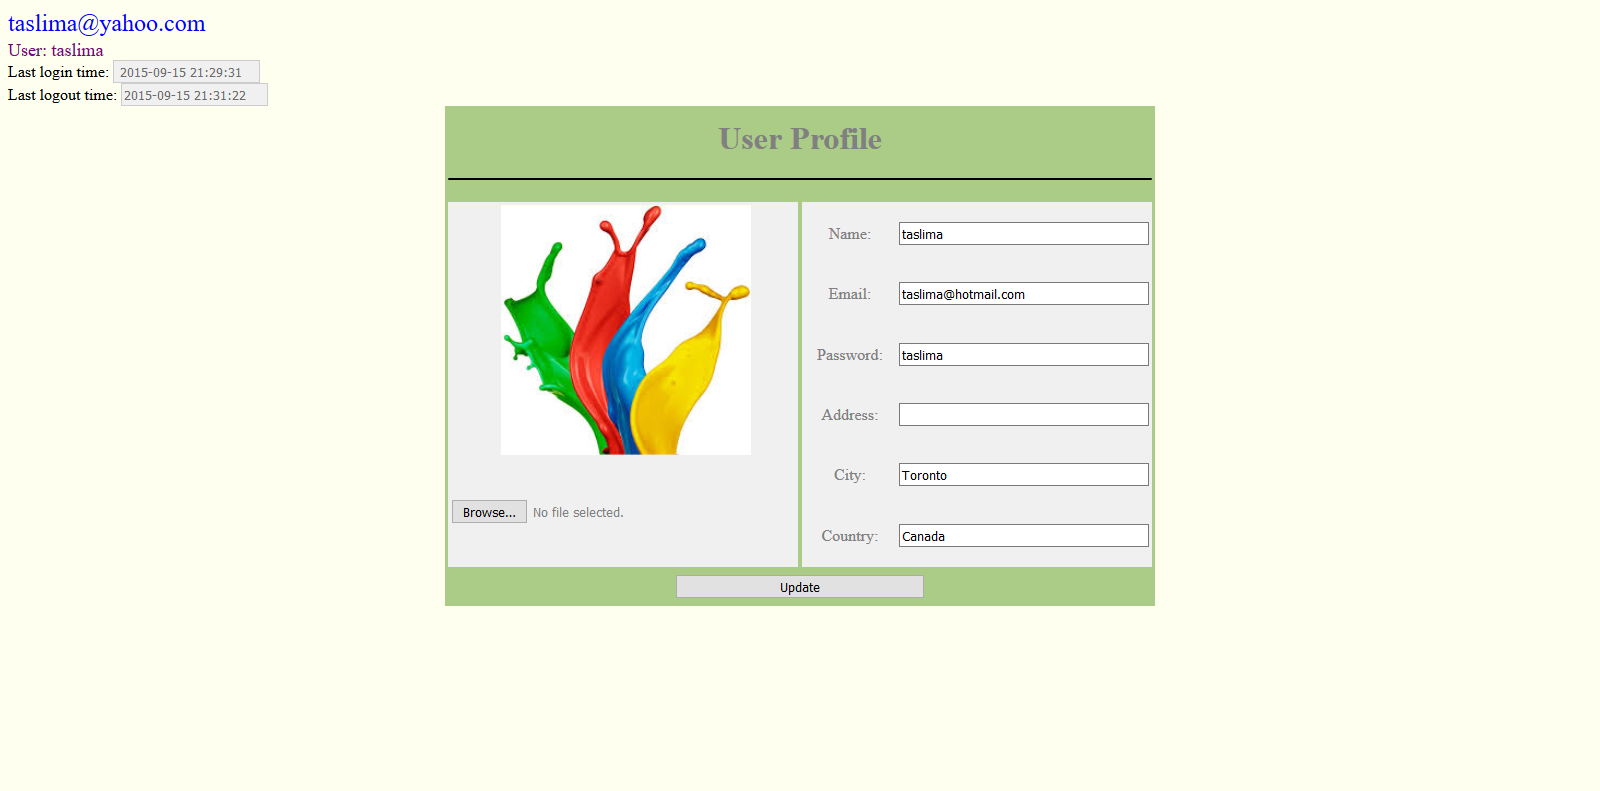 taslima@yahoo.com
User: taslima
Last login time: 2015-09-15 21:29:31
Last logout time: 2015-09-15 21:31:22
User Profile
Name: taslima
Email: taslima@hotmail.com
Password: taslima
Address:
City: Toronto
Country: Canada
Browse... No file selected.
Update